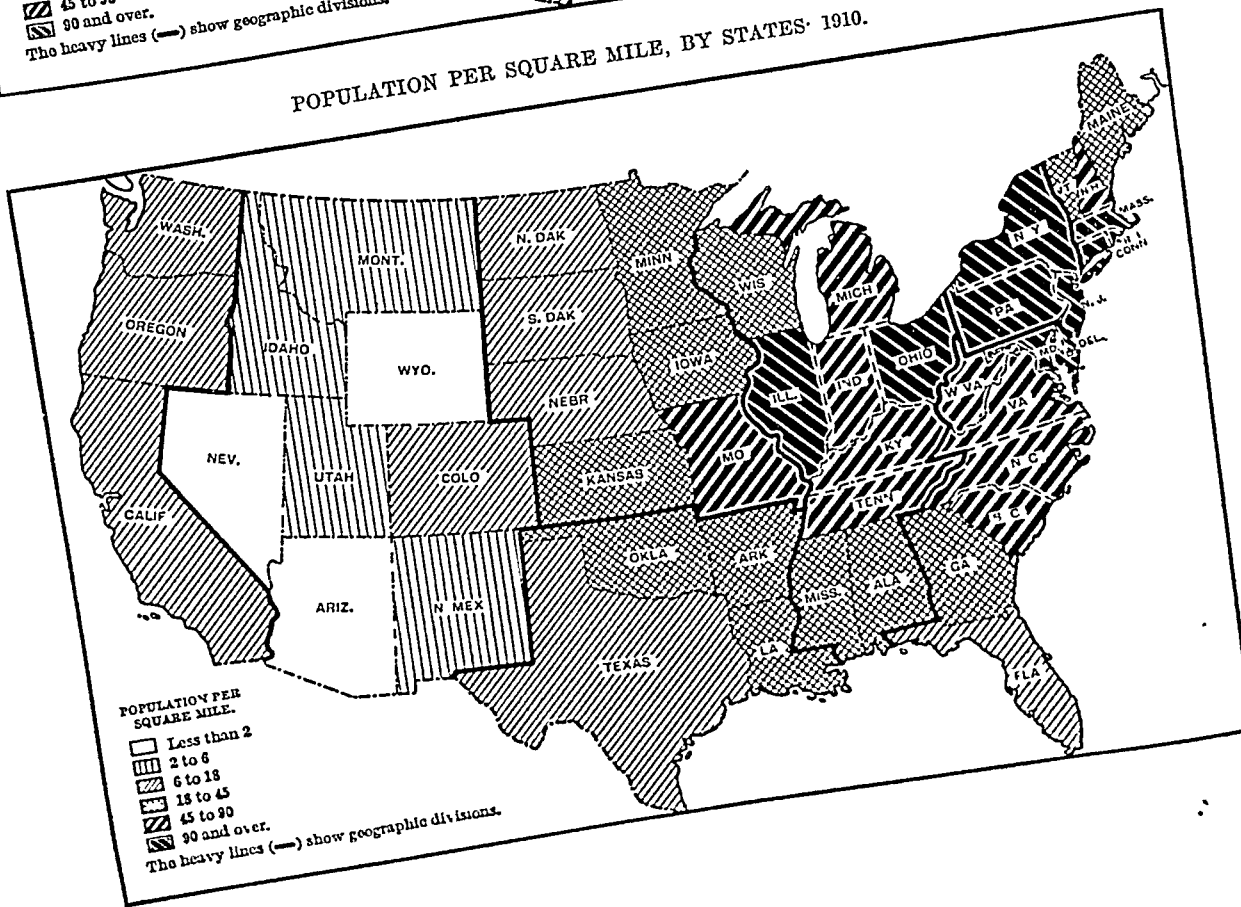 45 to 90
90 and over.
The heavy lines (━) show geographic divisions.
POPULATION PER SQUARE MILE, BY STATES· 1910.
MAINE
VT.
N.H.
MASS.
R I
CONN
N Y
WASH.
MONT.
N. DAK
MINN
WIS
MICH
PA
N. J.
OREGON
IDAHO
S. DAK
WYO.
IOWA
OHIO
DEL.
MD
NEBR
ILL.
IND
W VA.
VA
NEV.
UTAH
COLO
KANSAS
MO
KY
N C
CALIF
TENN
S. C
OKLA
ARK
MISS.
ALA
GA
ARIZ.
N MEX
TEXAS
LA
FLA
POPULATION PER
SQUARE MILE.
Less than 2
2 to 6
6 to 18
18 to 45
45 to 90
90 and over.
The heavy lines (━) show geographic divisions.